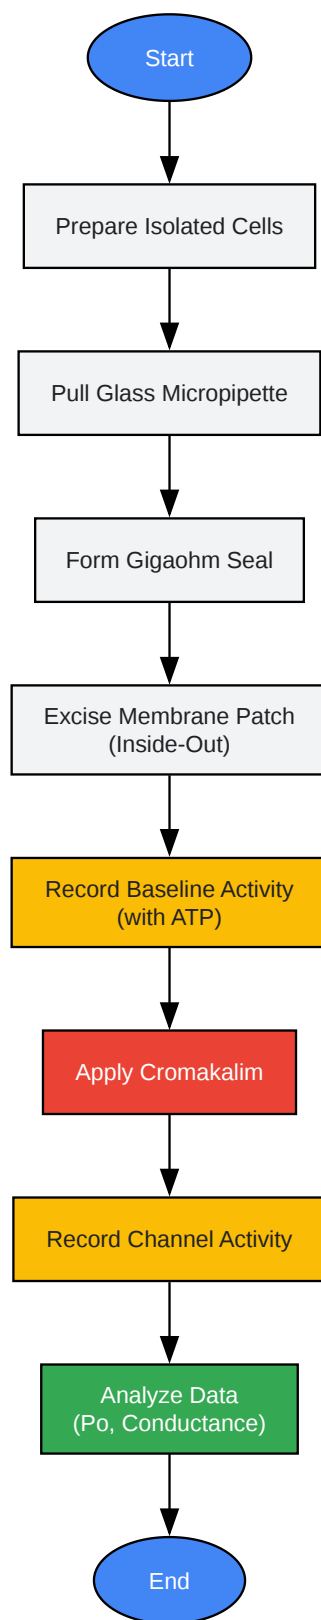 Start
Prepare Isolated Cells
Pull Glass Micropipette
Form Gigaohm Seal
Excise Membrane Patch
(Inside-Out)
Record Baseline Activity
(with ATP)
Apply Cromakalim
Record Channel Activity
Analyze Data
(Po, Conductance)
End